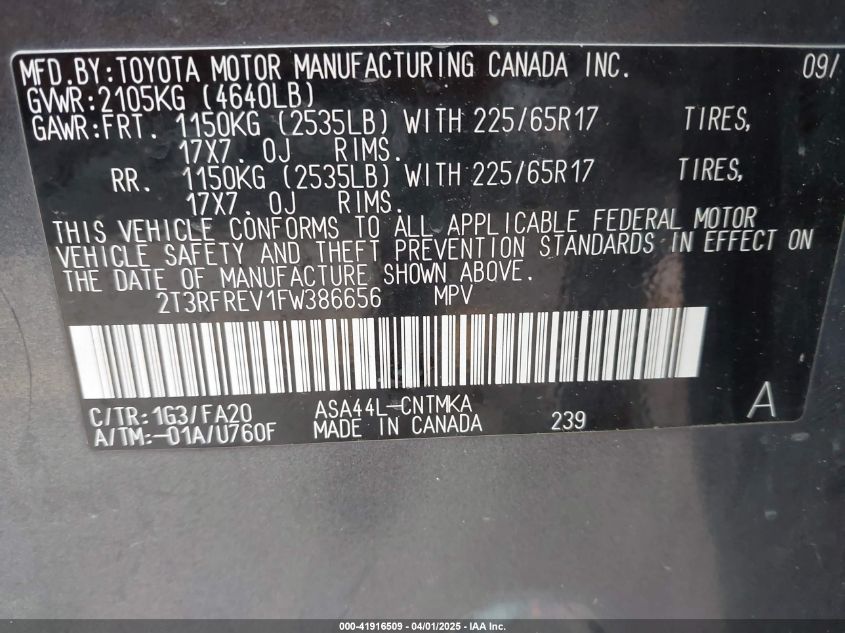 MFD.BY:TOYOTA MOTOR MANUFACTURING CANADA INC. 09/
GVWR:2105KG (4640LB)
GAWR:FRT. 1150KG (2535LB) WITH 225/65R17 TIRES,
17X7. 0J RIMS.
RR. 1150KG (2535LB) WITH 225/65R17 TIRES,
17X7. 0J RIMS.
THIS VEHICLE CONFORMS TO ALL APPLICABLE FEDERAL MOTOR
VEHICLE SAFETY AND THEFT PREVENTION STANDARDS IN EFFECT ON
THE DATE OF MANUFACTURE SHOWN ABOVE.
2T3RFREV1FW386656 MPV
C/TR:1G3/FA20 ASA44L-CNTMKA A
A/TM:-01A/U760F MADE IN CANADA 239
000-41916509 - 04/01/2025 - IAA Inc.